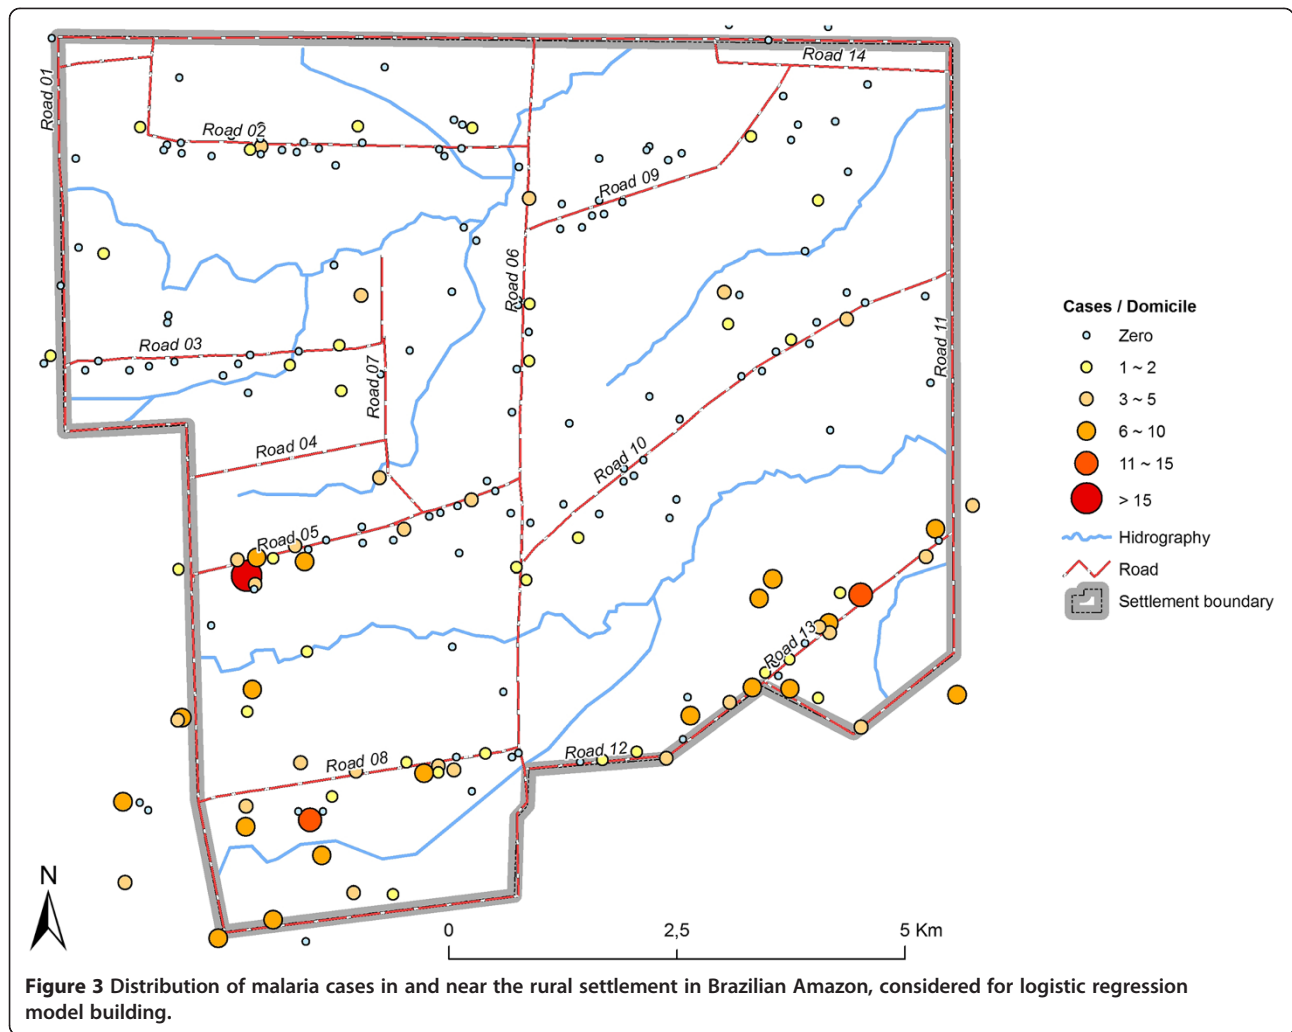 Road 14
Road 01
Road 02
Road 09
Road 06
Road 03
Road 11
Road 07
Road 04
Road 10
Road 05
Road 13
Road 12
Road 08
Cases / Domicile
Zero
1 ~ 2
3 ~ 5
6 ~ 10
11 ~ 15
> 15
Hidrography
Road
Settlement boundary
N
0 2,5 5 Km
Figure 3 Distribution of malaria cases in and near the rural settlement in Brazilian Amazon, considered for logistic regression
model building.